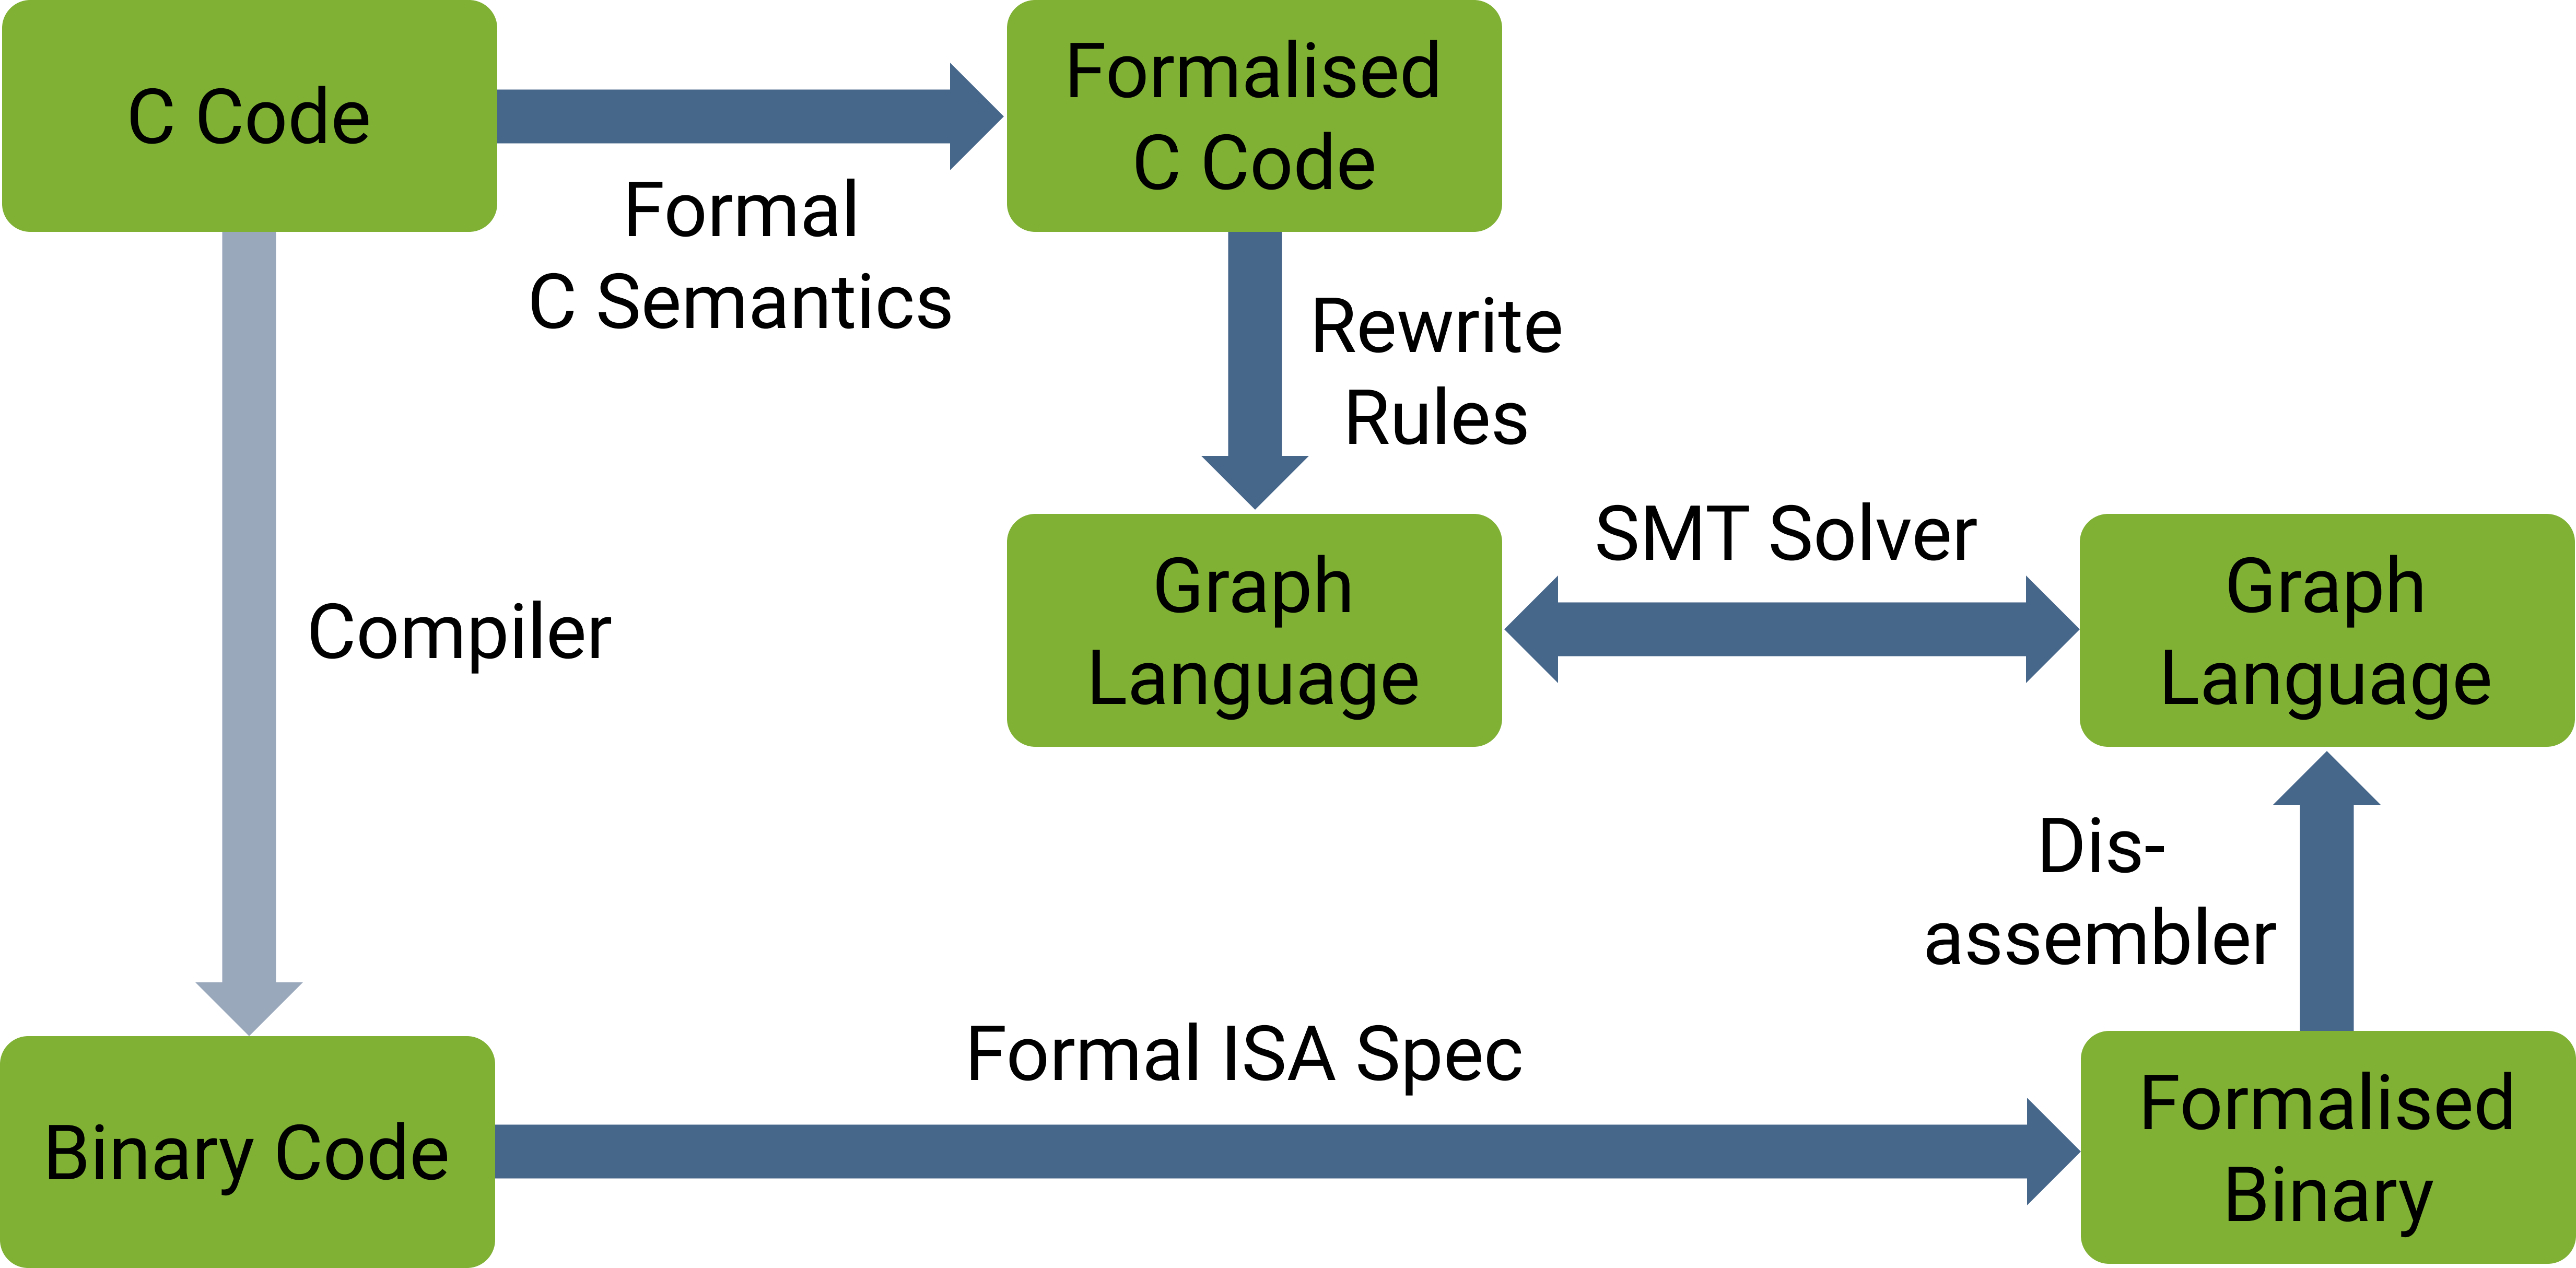 C Code
Formalised
C Code
Formal
C Semantics
Rewrite
Rules
Compiler
Graph
Language
SMT Solver
Graph
Language
Dis-
assembler
Formal ISA Spec
Binary Code
Formalised
Binary